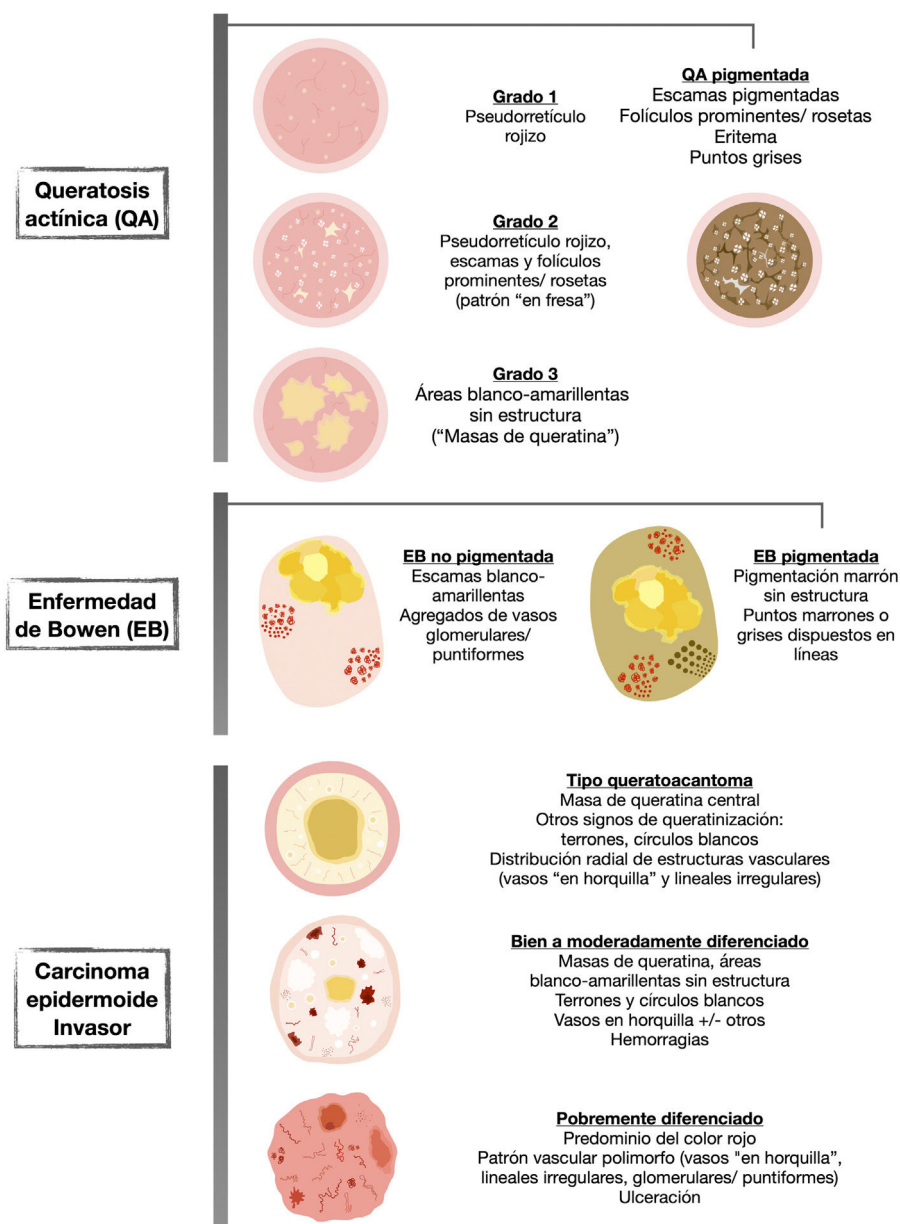 Queratosis
actínica (QA)
Grado 1
Pseudorretículo
rojizo
QA pigmentada
Escamas pigmentadas
Folículos prominentes/ rosetas
Eritema
Puntos grises
Grado 2
Pseudorretículo rojizo,
escamas y folículos
prominentes/ rosetas
(patrón “en fresa”)
Grado 3
Áreas blanco-amarillentas
sin estructura
(“Masas de queratina”)
Enfermedad
de Bowen (EB)
EB no pigmentada
Escamas blanco-
amarillentas
Agregados de vasos
glomerulares/
puntiformes
EB pigmentada
Pigmentación marrón
sin estructura
Puntos marrones o
grises dispuestos en
líneas
Carcinoma
epidermoide
Invasor
Tipo queratoacantoma
Masa de queratina central
Otros signos de queratinización:
terrones, círculos blancos
Distribución radial de estructuras vasculares
(vasos “en horquilla” y lineales irregulares)
Bien a moderadamente diferenciado
Masas de queratina, áreas
blanco-amarillentas sin estructura
Terrones y círculos blancos
Vasos en horquilla +/- otros
Hemorragias
Pobremente diferenciado
Predominio del color rojo
Patrón vascular polimorfo (vasos "en horquilla”,
lineales irregulares, glomerulares/ puntiformes)
Ulceración